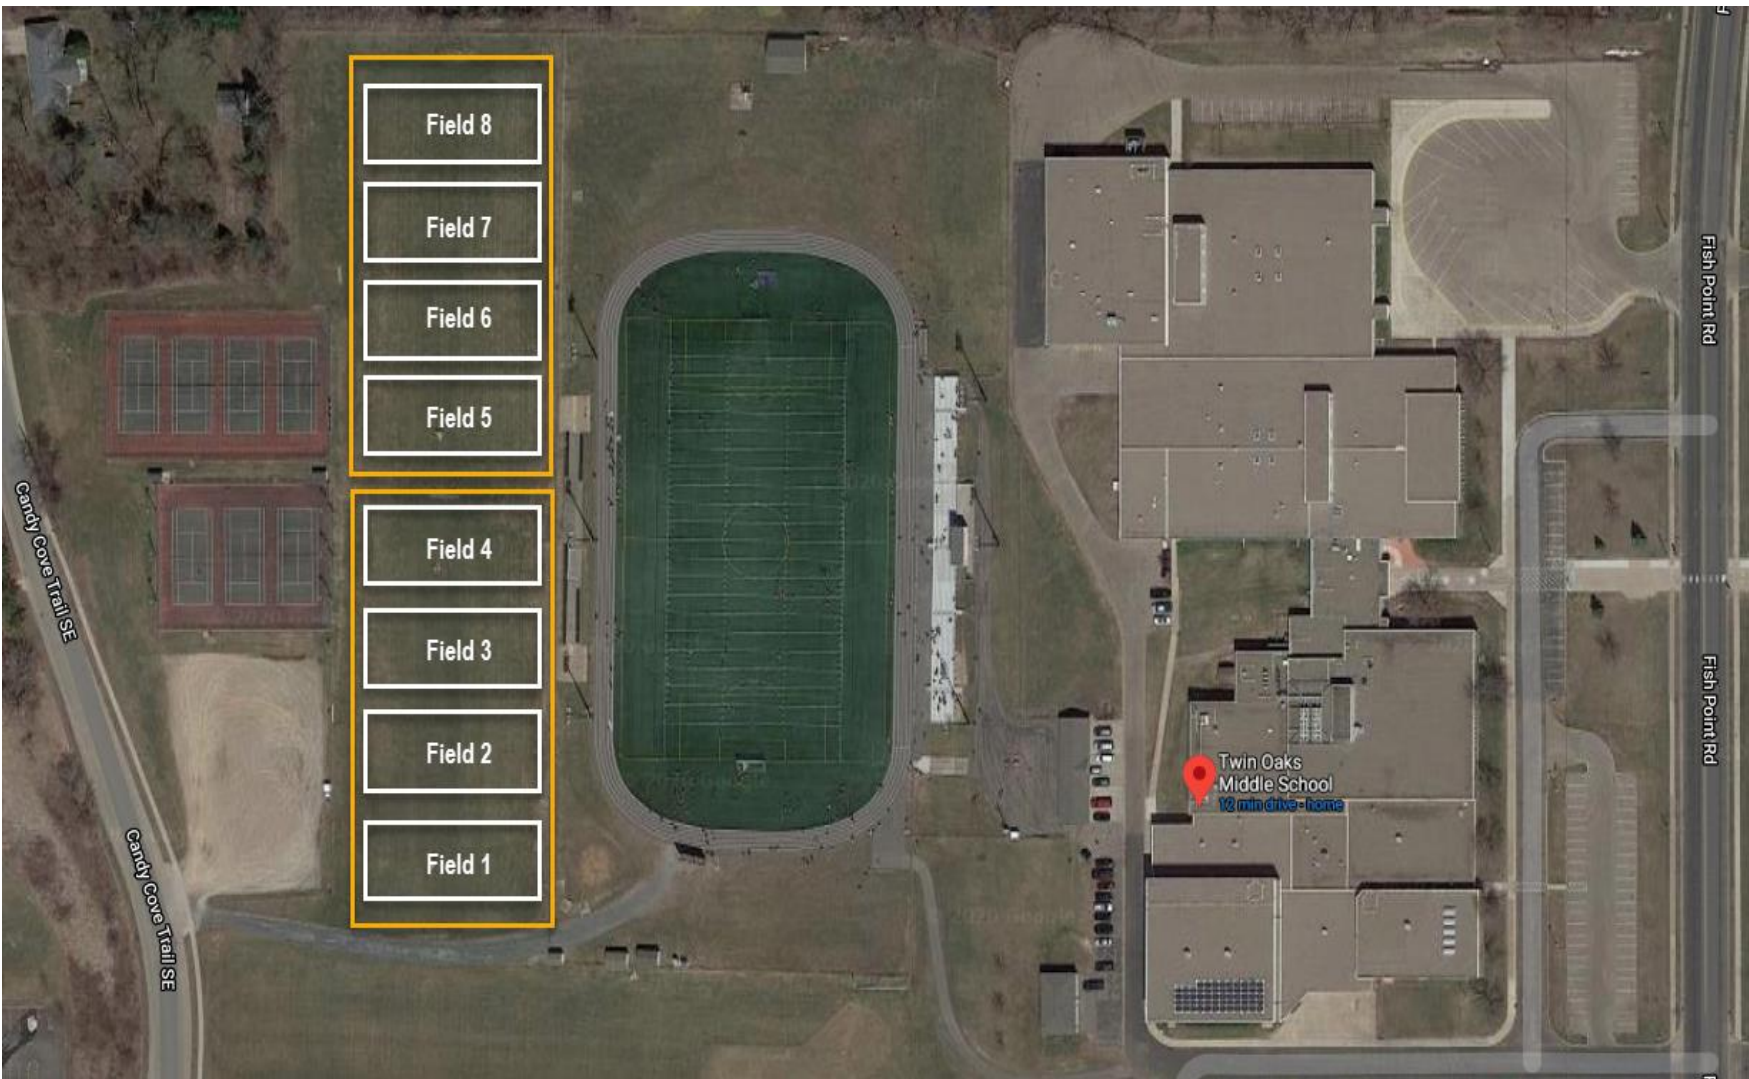 Field 8
Field 7
Field 6
Field 5
Field 4
Field 3
Field 2
Field 1
Candy Cove Trail SE
Candy Cove Trail SE
Fish Point Rd
Fish Point Rd
Twin Oaks
Middle School
12 min drive - home
2020 Google